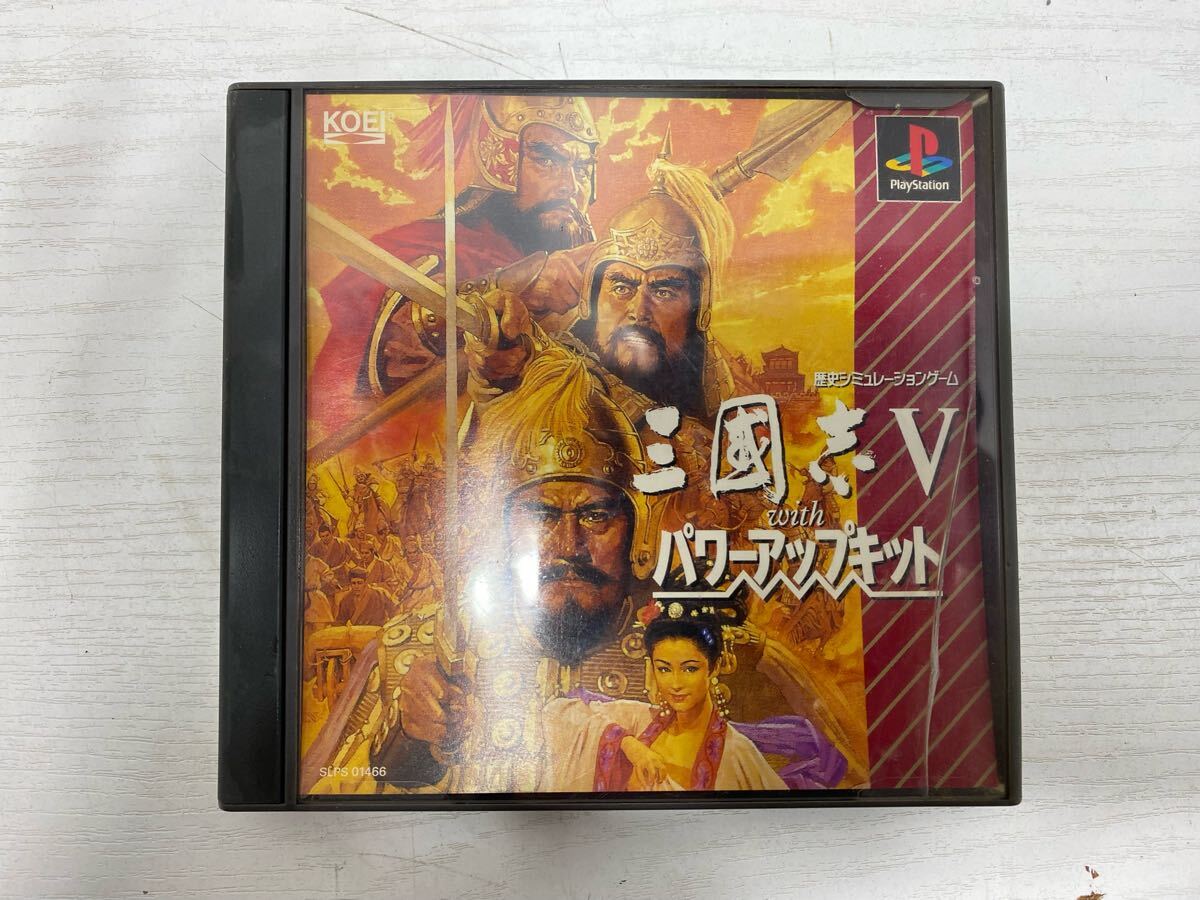 KOEI
PlayStation
歴史シミュレーションゲーム
三國志V
with
パワーアップキット
SLPS 01466